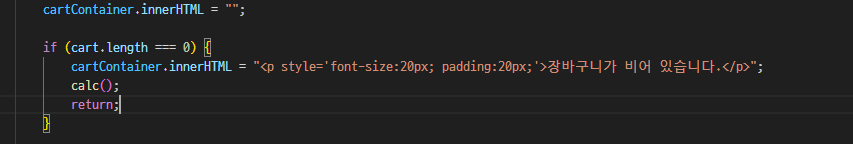 cartContainer.innerHTML = "";
if (cart.length === 0) {
cartContainer.innerHTML = "<p style='font-size:20px; padding:20px;'>장바구니가 비어 있습니다.</p>";
calc();
return;
}